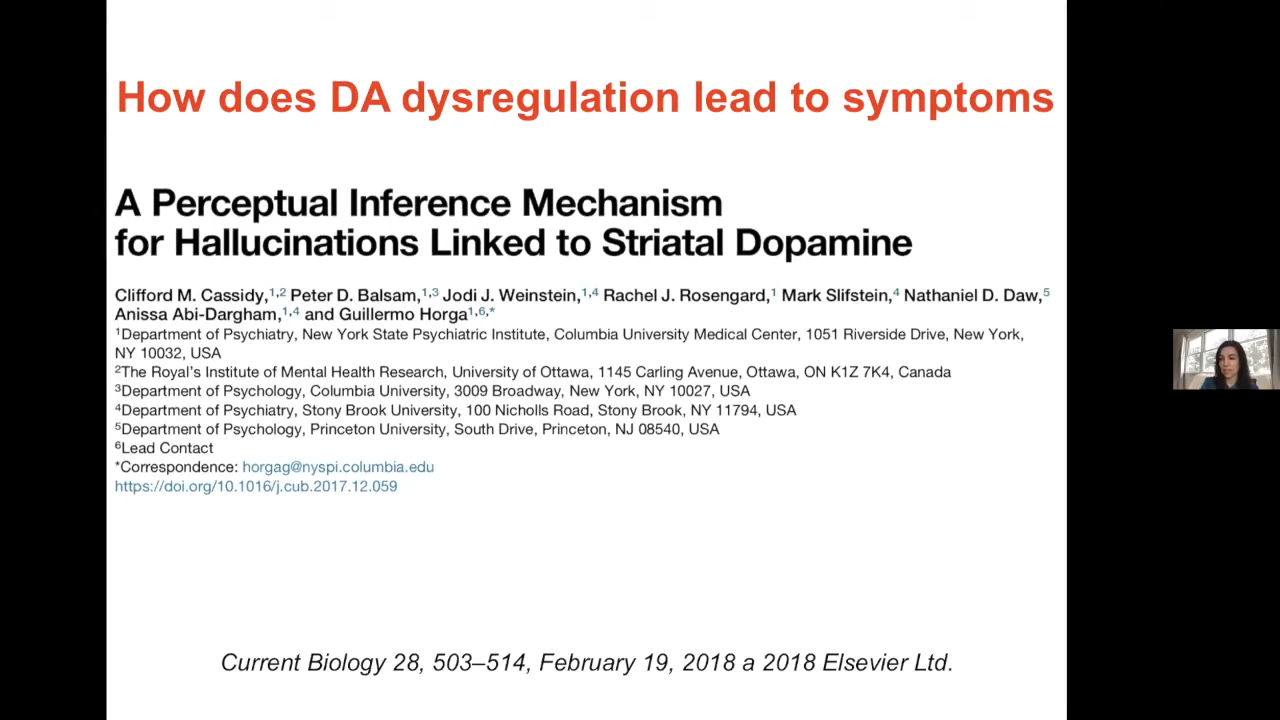 How does DA dysregulation lead to symptoms
A Perceptual Inference Mechanism
for Hallucinations Linked to Striatal Dopamine
Clifford M. Cassidy,1,2 Peter D. Balsam,1,3 Jodi J. Weinstein,1,4 Rachel J. Rosengard,1 Mark Slifstein,4 Nathaniel D. Daw,5
Anissa Abi-Dargham,1,4 and Guillermo Horga1,6,*
1Department of Psychiatry, New York State Psychiatric Institute, Columbia University Medical Center, 1051 Riverside Drive, New York,
NY 10032, USA
2The Royal's Institute of Mental Health Research, University of Ottawa, 1145 Carling Avenue, Ottawa, ON K1Z 7K4, Canada
3Department of Psychology, Columbia University, 3009 Broadway, New York, NY 10027, USA
4Department of Psychiatry, Stony Brook University, 100 Nicholls Road, Stony Brook, NY 11794, USA
5Department of Psychology, Princeton University, South Drive, Princeton, NJ 08540, USA
6Lead Contact
*Correspondence: horgag@nyspi.columbia.edu
https://doi.org/10.1016/j.cub.2017.12.059
Current Biology 28, 503–514, February 19, 2018 a 2018 Elsevier Ltd.